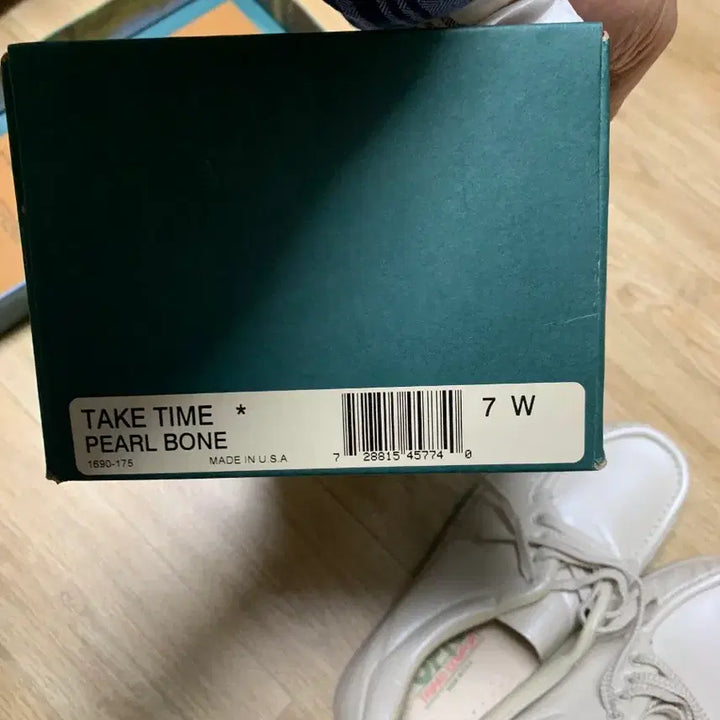 TAKE TIME *
PEARL BONE
1690-175 MADE IN U.S.A
7 28815 45774 0
7 W